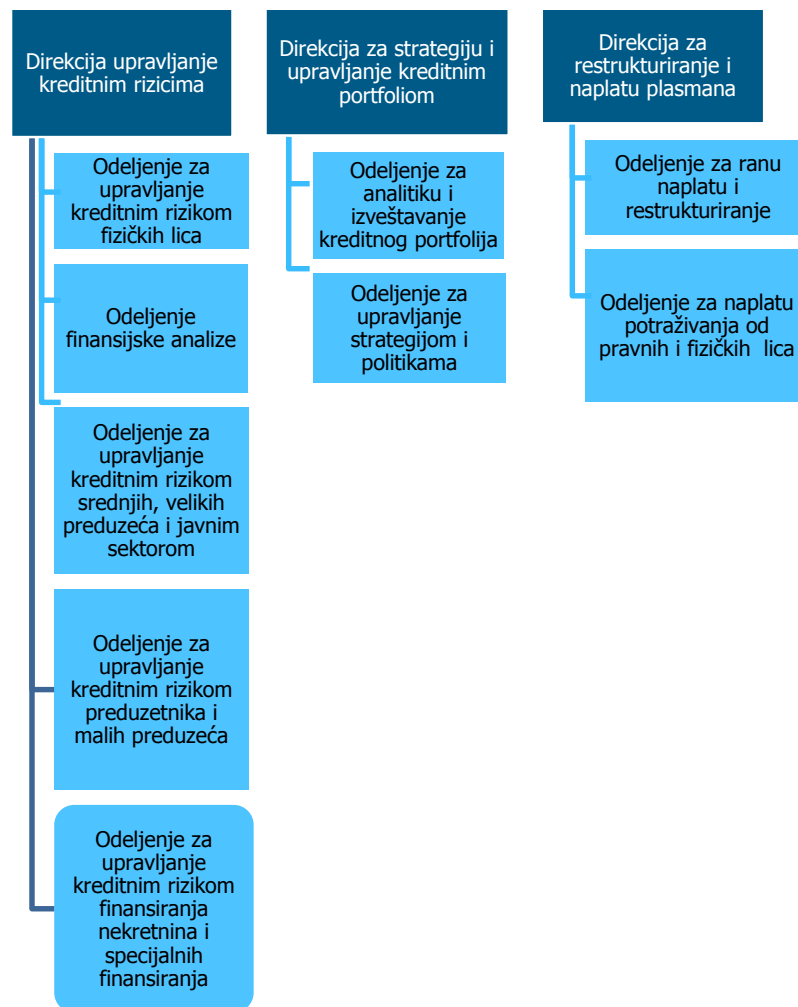 Direkcija upravljanje
kreditnim rizicima
Odeljenje za
upravljanje
kreditnim rizikom
fizičkih lica
Odeljenje
finansijske analize
Odeljenje za
upravljanje
kreditnim rizikom
srednjih, velikih
preduzeća i javnim
sektorom
Odeljenje za
upravljanje
kreditnim rizikom
preduzetnika i
malih preduzeća
Odeljenje za
upravljanje
kreditnim rizikom
finansiranja
nekretnina i
specijalnih
finansiranja
Direkcija za strategiju i
upravljanje kreditnim
portfoliom
Odeljenje za
analitiku i
izveštavanje
kreditnog portfolija
Odeljenje za
upravljanje
strategijom i
politikama
Direkcija za
restrukturiranje i
naplatu plasmana
Odeljenje za ranu
naplatu i
restrukturiranje
Odeljenje za naplatu
potraživanja od
pravnih i fizičkih lica